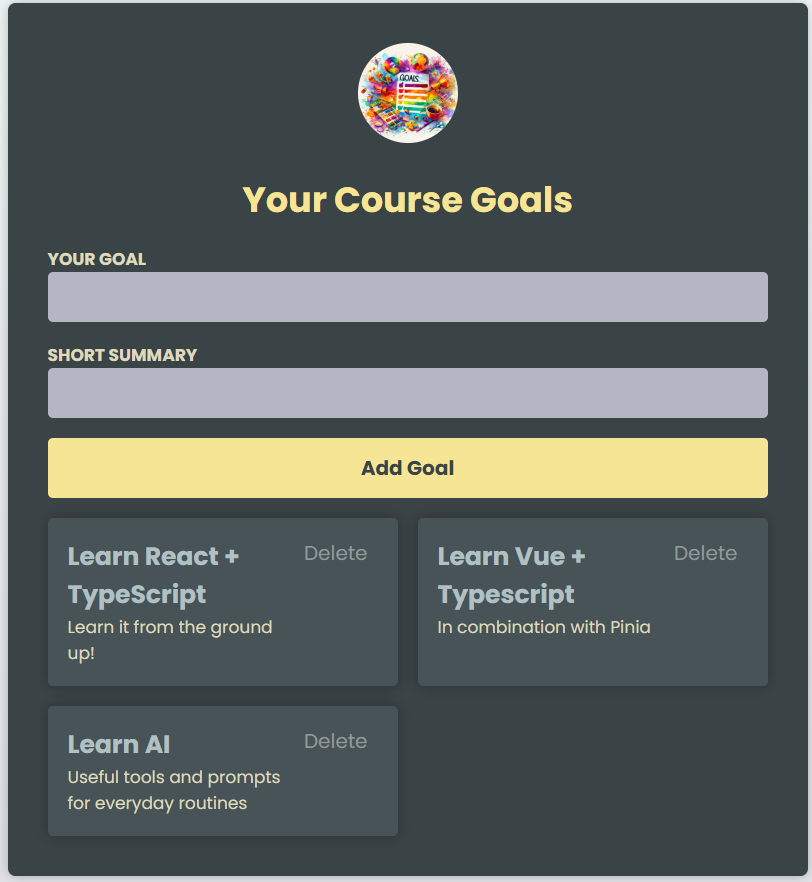 GOALS
Your Course Goals
YOUR GOAL
SHORT SUMMARY
Add Goal
Learn React +
TypeScript
Delete
Learn it from the ground
up!
Learn Vue +
Typescript
Delete
In combination with Pinia
Learn AI
Delete
Useful tools and prompts
for everyday routines